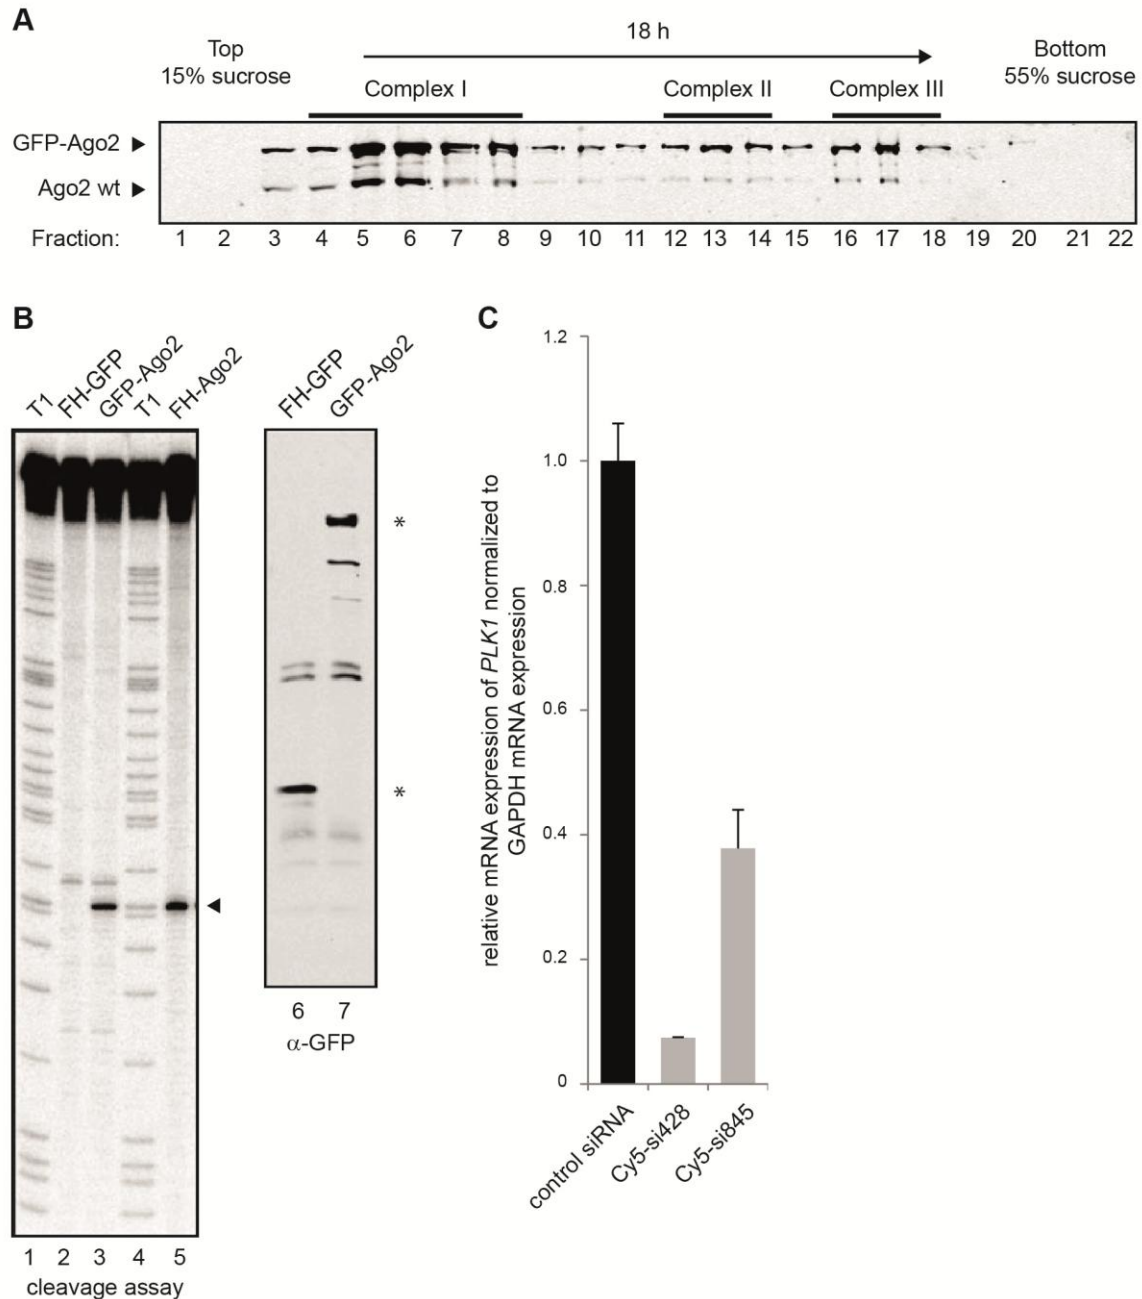 A
18 h
Top
15% sucrose
Bottom
55% sucrose
Complex I
Complex II
Complex III
GFP-Ago2
Ago2 wt
Fraction: 1 2 3 4 5 6 7 8 9 10 11 12 13 14 15 16 17 18 19 20 21 22
B
T1 FH-GFP GFP-Ago2 T1 FH-Ago2
FH-GFP GFP-Ago2
*
*
1 2 3 4 5
cleavage assay
6 7
α-GFP
C
relative mRNA expression of PLK1 normalized to
GAPDH mRNA expression
1.2
1.0
0.8
0.6
0.4
0.2
0
control siRNA
Cy5-si428
Cy5-si845